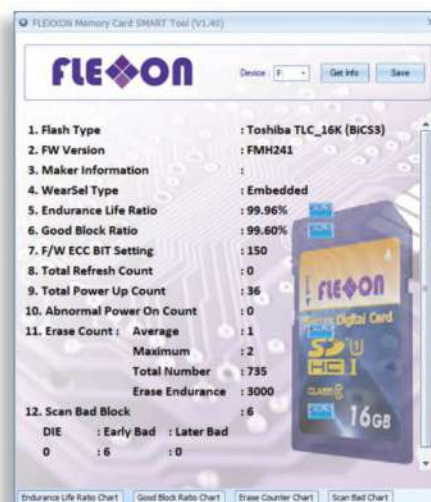 FLEXXON Memory Card SMART Tool (V1.40)
FLEXON
Device : F: Get Info Save
1. Flash Type : Toshiba TLC_16K (BiCS3)
2. FW Version : FMH241
3. Maker Information :
4. WearSel Type : Embedded
5. Endurance Life Ratio : 99.96%
6. Good Block Ratio : 99.60%
7. F/W ECC BIT Setting : 150
8. Total Refresh Count : 0
9. Total Power Up Count : 36
10. Abnormal Power On Count : 0
11. Erase Count : Average : 1
Maximum : 2
Total Number : 735
Erase Endurance : 3000
12. Scan Bad Block : 6
DIE : Early Bad : Later Bad
0 : 6 : 0
FLEXON
Digital Card
SD HC U1 I
CLASS
16GB
Endurance Life Ratio Chart Good Block Ratio Chart Erase Counter Chart Scan Bad Chart